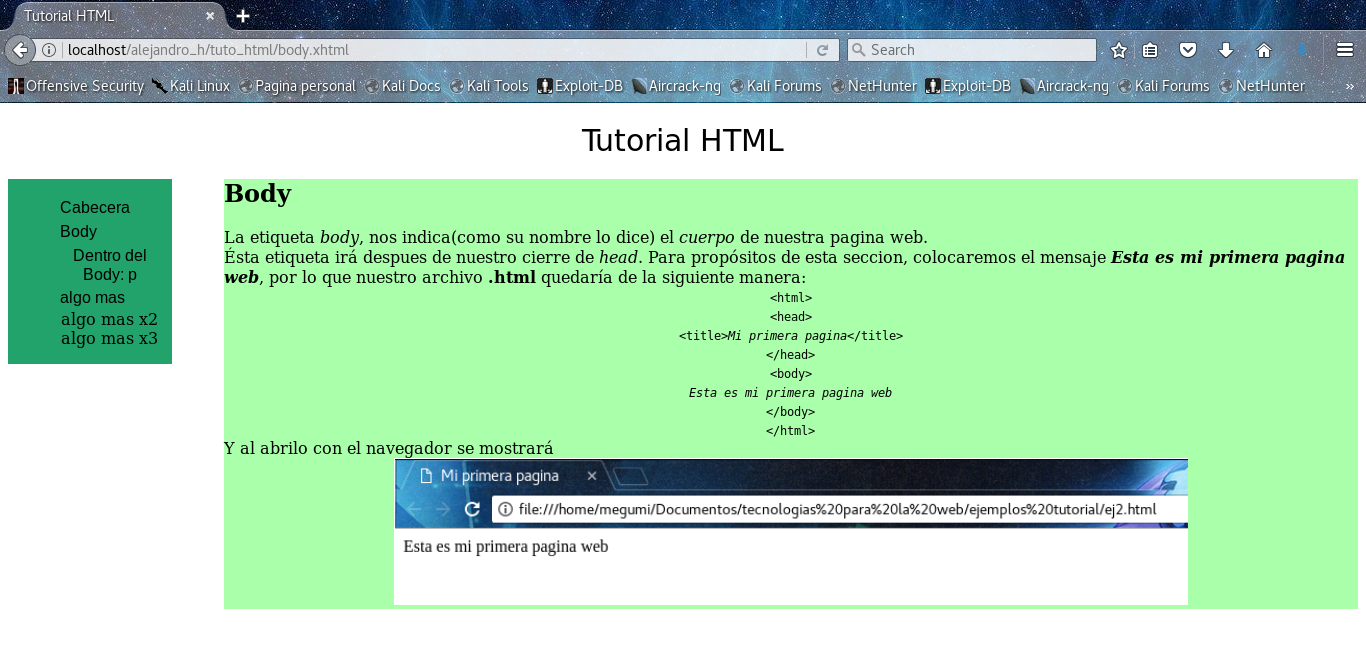 Tutorial HTML
localhost/alejandro_h/tuto_html/body.xhtml
Search
Offensive Security Kali Linux Pagina personal Kali Docs Kali Tools Exploit-DB Aircrack-ng Kali Forums NetHunter Exploit-DB Aircrack-ng Kali Forums NetHunter »
Tutorial HTML
Cabecera
Body
Dentro del
Body: p
algo mas
algo mas x2
algo mas x3
Body
La etiqueta body, nos indica(como su nombre lo dice) el cuerpo de nuestra pagina web.
Ésta etiqueta irá despues de nuestro cierre de head. Para propósitos de esta seccion, colocaremos el mensaje Esta es mi primera pagina
web, por lo que nuestro archivo .html quedaría de la siguiente manera:
<html>
<head>
<title>Mi primera pagina</title>
</head>
<body>
Esta es mi primera pagina web
</body>
</html>
Y al abrilo con el navegador se mostrará
Mi primera pagina
file:///home/megumi/Documentos/tecnologias%20para%20la%20web/ejemplos%20tutorial/ej2.html
Esta es mi primera pagina web